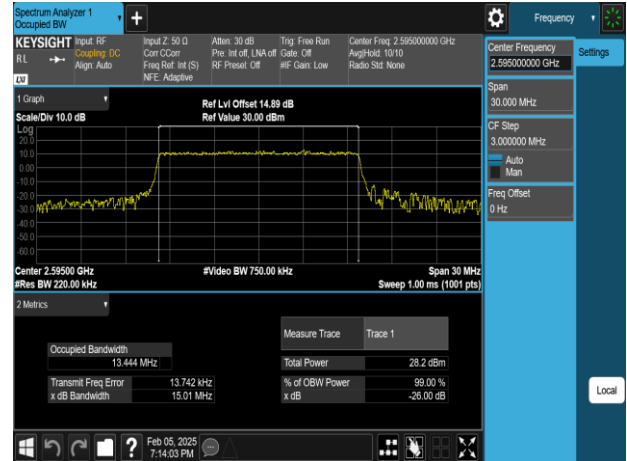 Spectrum Analyzer 1
Occupied BW
+
Frequency
KEYSIGHT Input: RF Input Z: 50 Ω Atten: 30 dB Trig: Free Run Center Freq: 2.595000000 GHz
RL Coupling: DC Corr CCorr Pre: Int off, LNA off Gate: Off Avg|Hold: 10/10
Align: Auto Freq Ref: Int (S) RF Preset: Off #IF Gain: Low Radio Std: None
NFE: Adaptive
LXI
Center Frequency
2.595000000 GHz
Settings
Span
30.000 MHz
CF Step
3.000000 MHz
Auto
Man
Freq Offset
0 Hz
Local
1 Graph
Ref Lvl Offset 14.89 dB
Scale/Div 10.0 dB Ref Value 30.00 dBm
Log
20.0
10.0
0.00
-10.0
-20.0
-30.0
-40.0
-50.0
-60.0
Center 2.59500 GHz #Video BW 750.00 kHz Span 30 MHz
#Res BW 220.00 kHz Sweep 1.00 ms (1001 pts)
2 Metrics
Measure Trace Trace 1
Occupied Bandwidth
13.444 MHz Total Power 28.2 dBm
Transmit Freq Error 13.742 kHz % of OBW Power 99.00 %
x dB Bandwidth 15.01 MHz x dB -26.00 dB
? Feb 05, 2025
7:14:03 PM